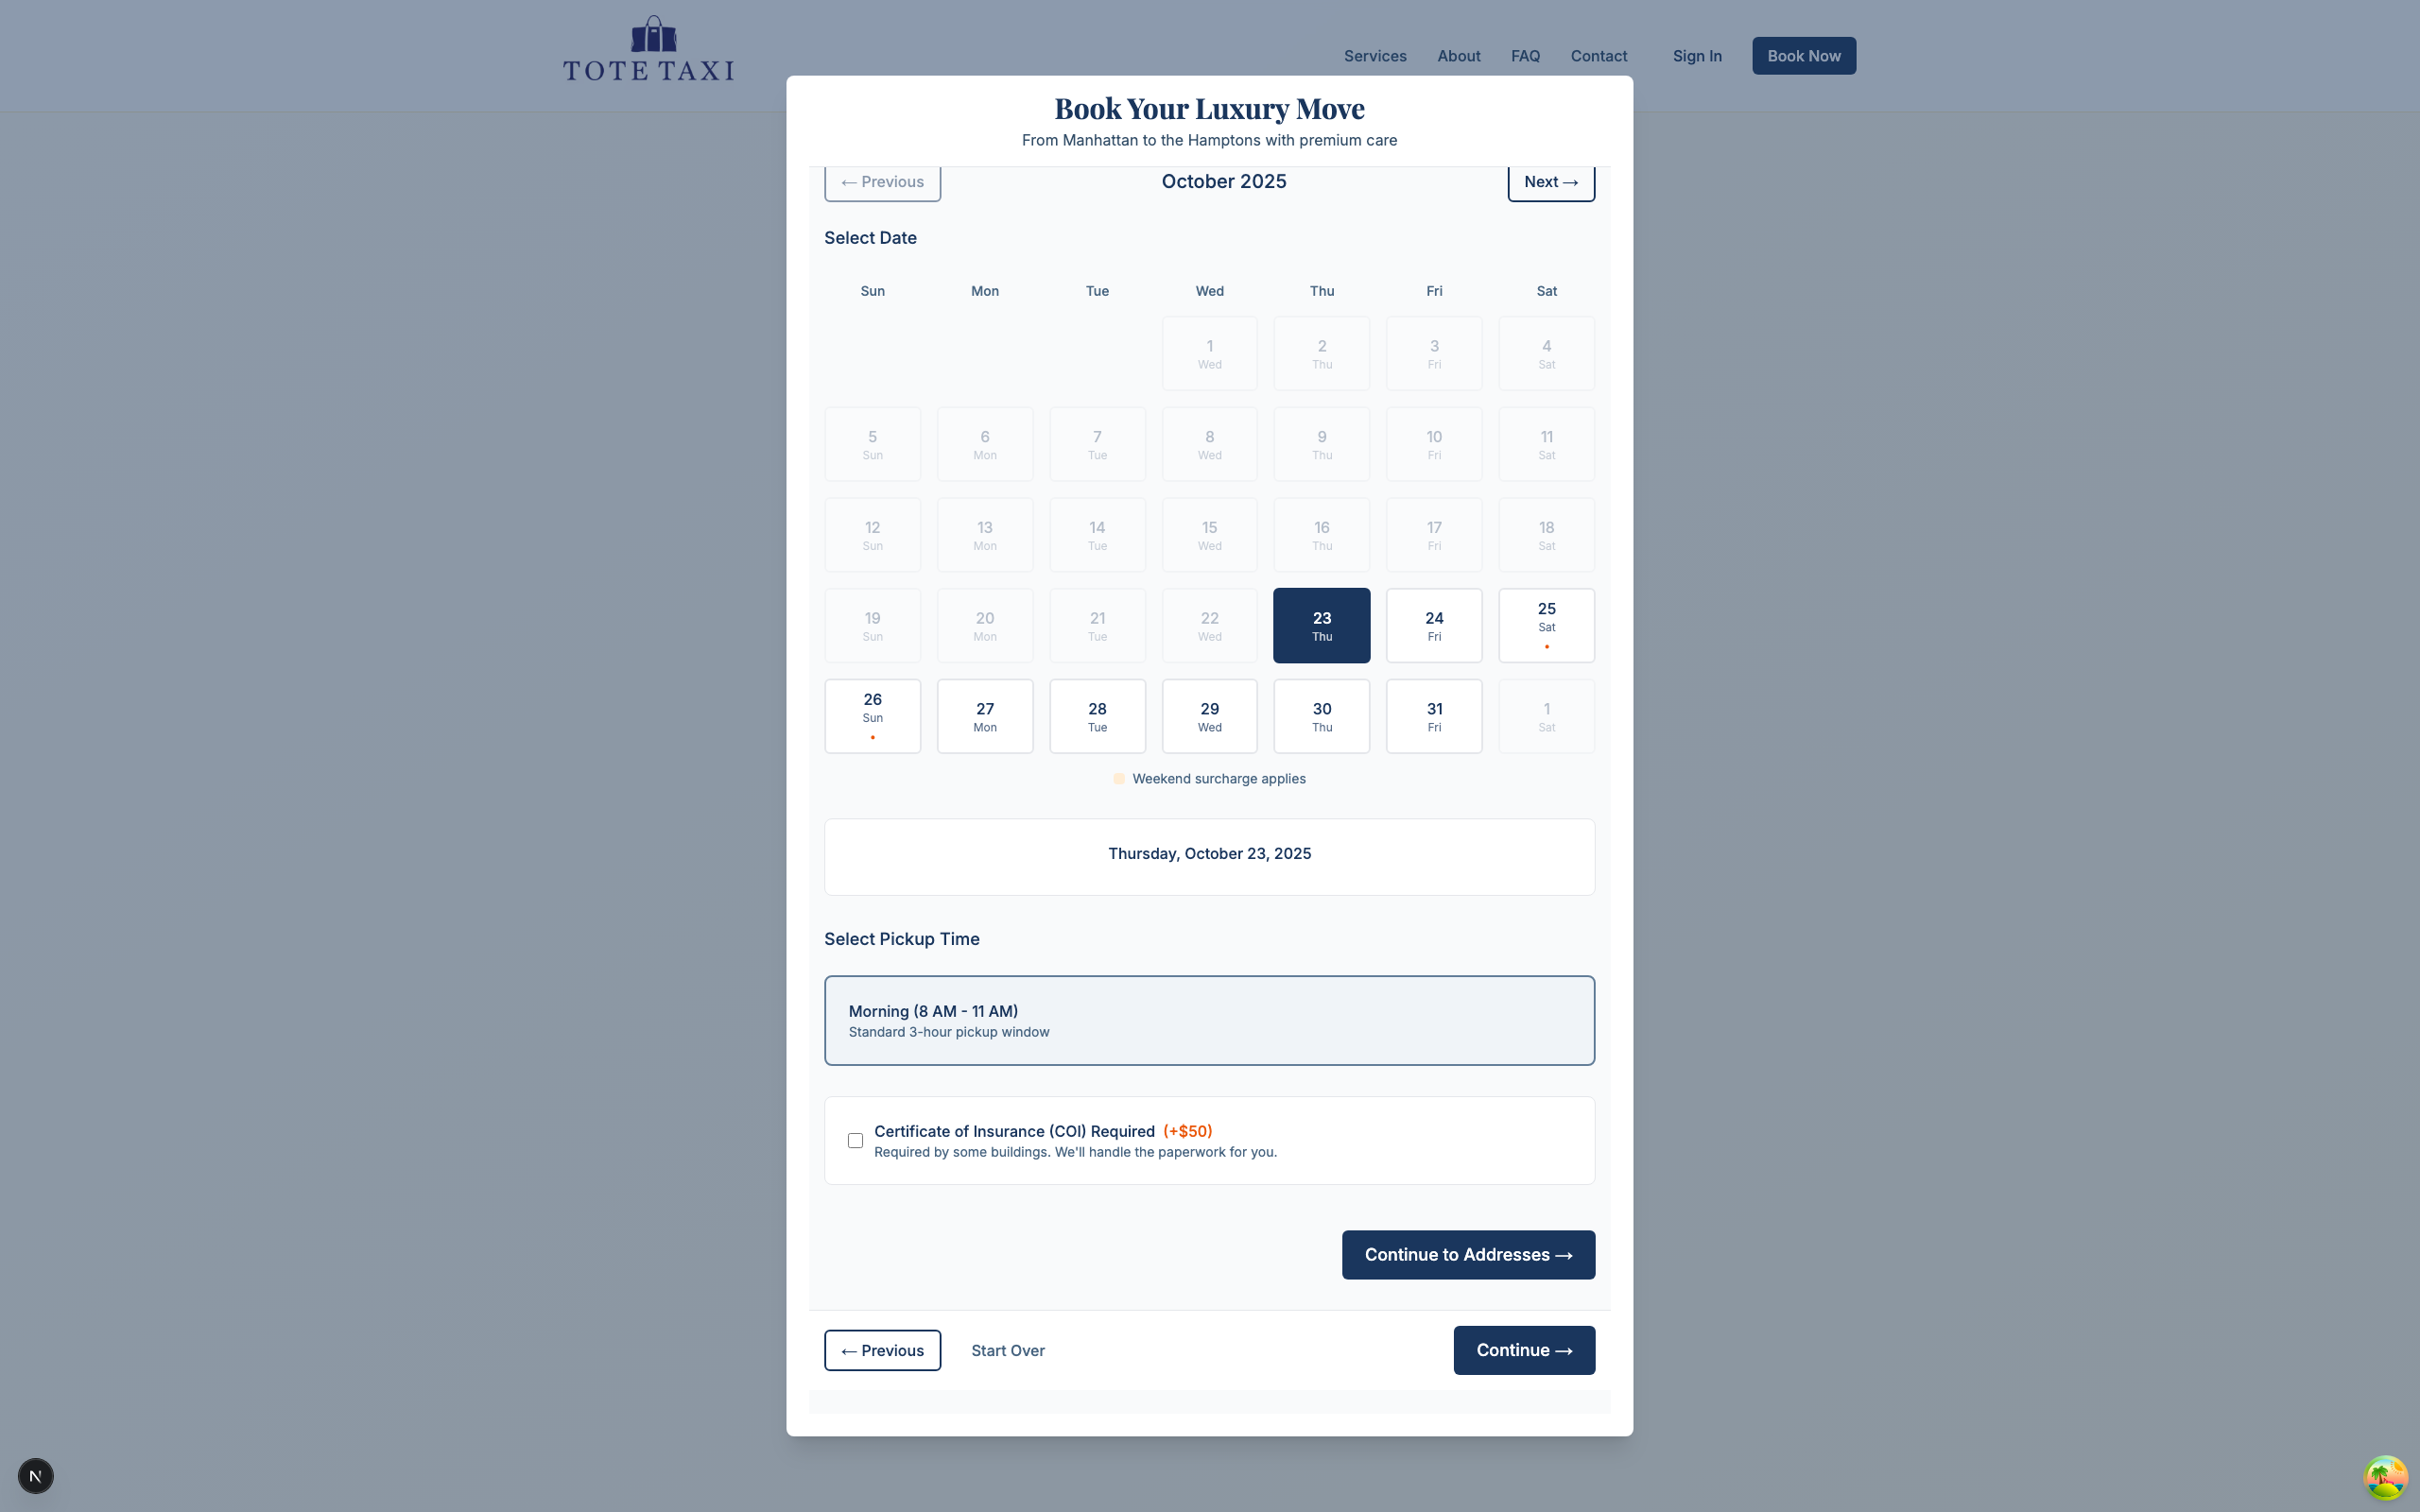 TOTE TAXI
Services About FAQ Contact Sign In Book Now
Book Your Luxury Move
From Manhattan to the Hamptons with premium care
← Previous October 2025 Next →
Select Date
Sun Mon Tue Wed Thu Fri Sat
1 2 3 4
Wed Thu Fri Sat
5 6 7 8 9 10 11
Sun Mon Tue Wed Thu Fri Sat
12 13 14 15 16 17 18
Sun Mon Tue Wed Thu Fri Sat
19 20 21 22 23 24 25
Sun Mon Tue Wed Thu Fri Sat
26 27 28 29 30 31 1
Sun Mon Tue Wed Thu Fri Sat
Weekend surcharge applies
Thursday, October 23, 2025
Select Pickup Time
Morning (8 AM - 11 AM)
Standard 3-hour pickup window
Certificate of Insurance (COI) Required (+$50)
Required by some buildings. We'll handle the paperwork for you.
Continue to Addresses →
← Previous Start Over Continue →
N